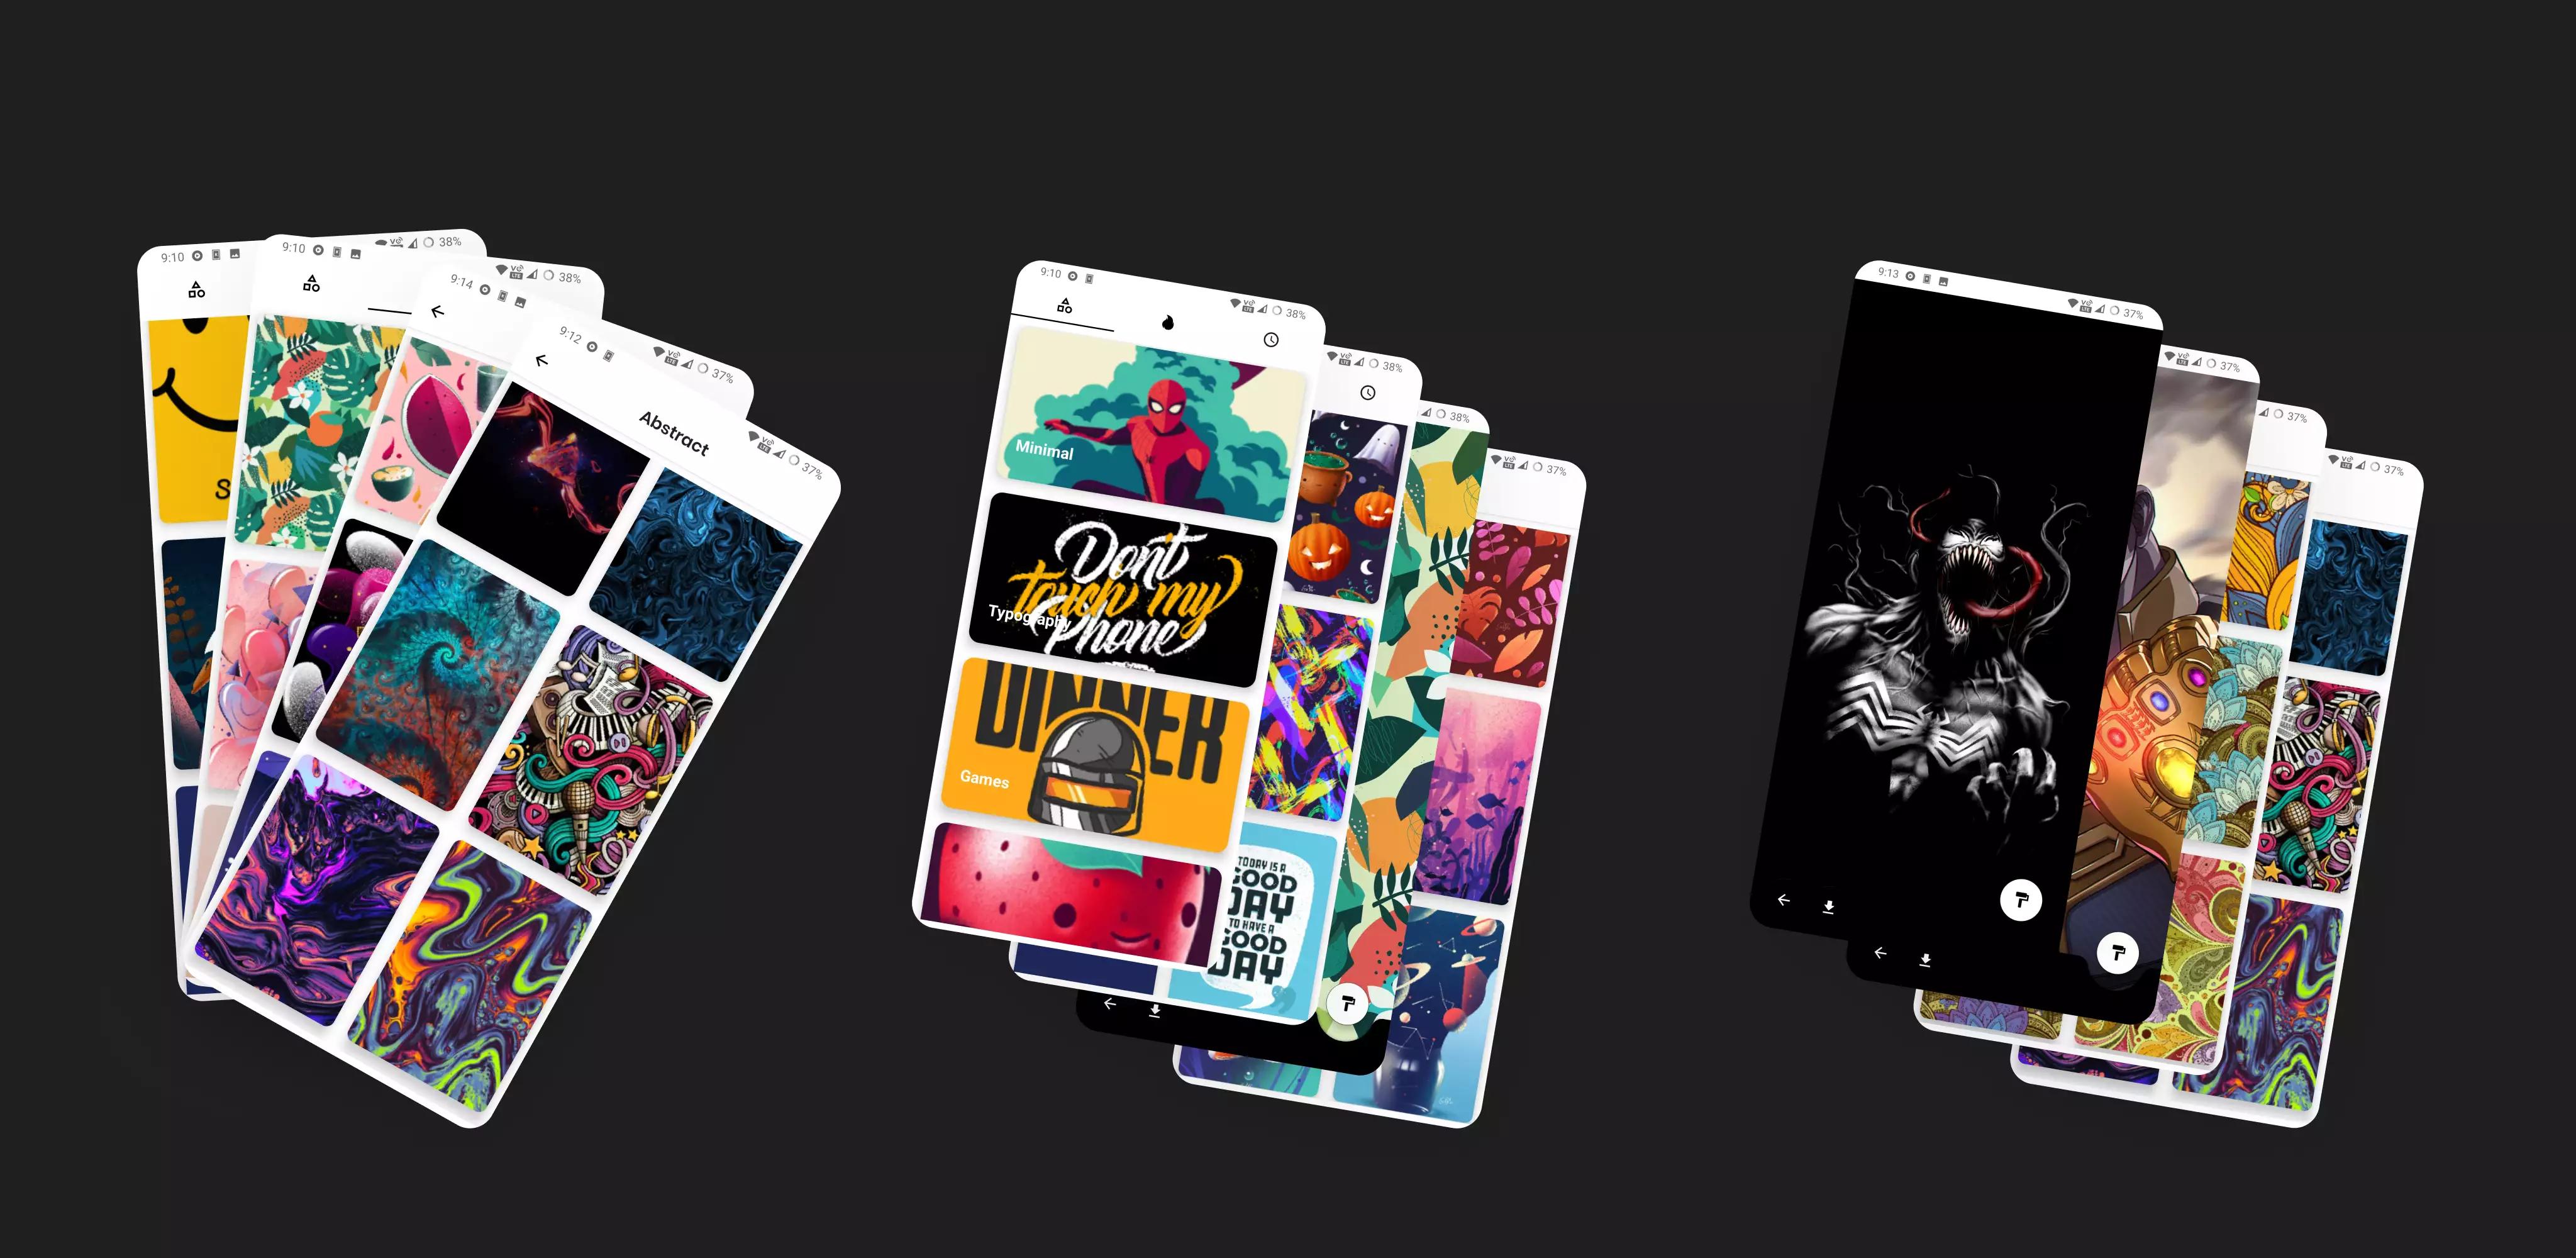 9:10
9:10
38%
9:14
38%
9:12
37%
37%
Abstract
S
9:10
38%
Minimal
Don't
touch my
Phone
Typography
DINNER
Games
38%
38%
37%
TODAY IS A
GOOD
DAY
TO HAVE A
GOOD
DAY
9:13
37%
37%
37%
37%